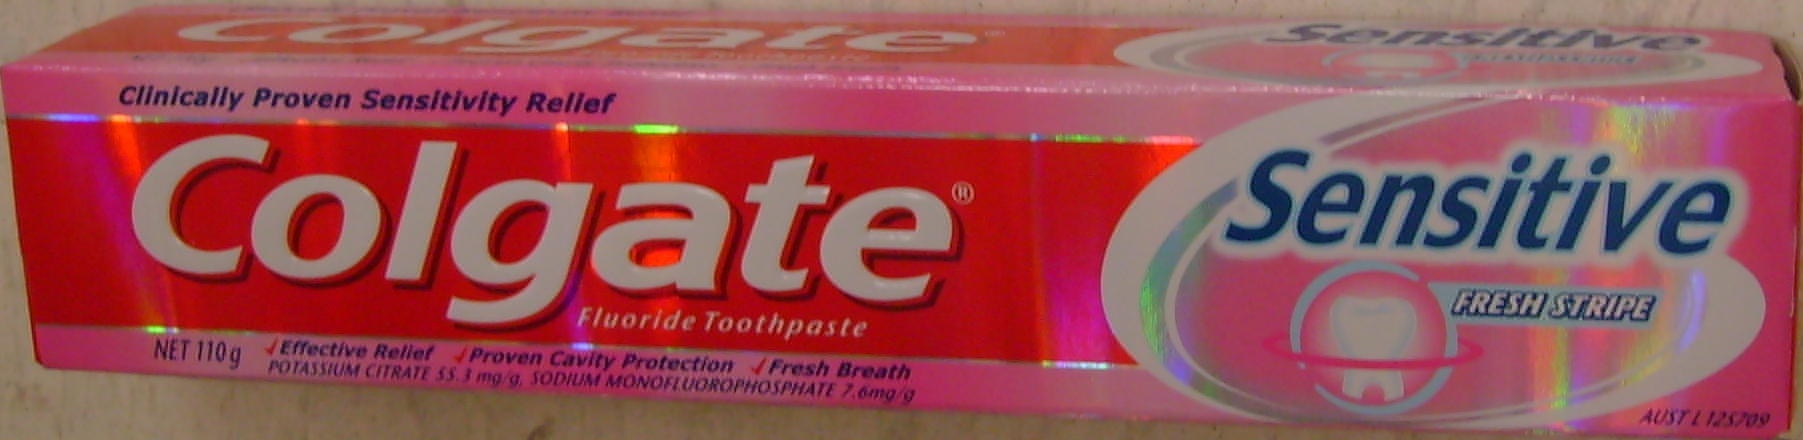 Colgate®
Sensitive
Clinically Proven Sensitivity Relief
Colgate®
Fluoride Toothpaste
Sensitive
FRESH STRIPE
NET 110g ✓Effective Relief ✓Proven Cavity Protection ✓Fresh Breath
POTASSIUM CITRATE 55.3 mg/g, SODIUM MONOFLUOROPHOSPHATE 7.6mg/g
AUST L 125709